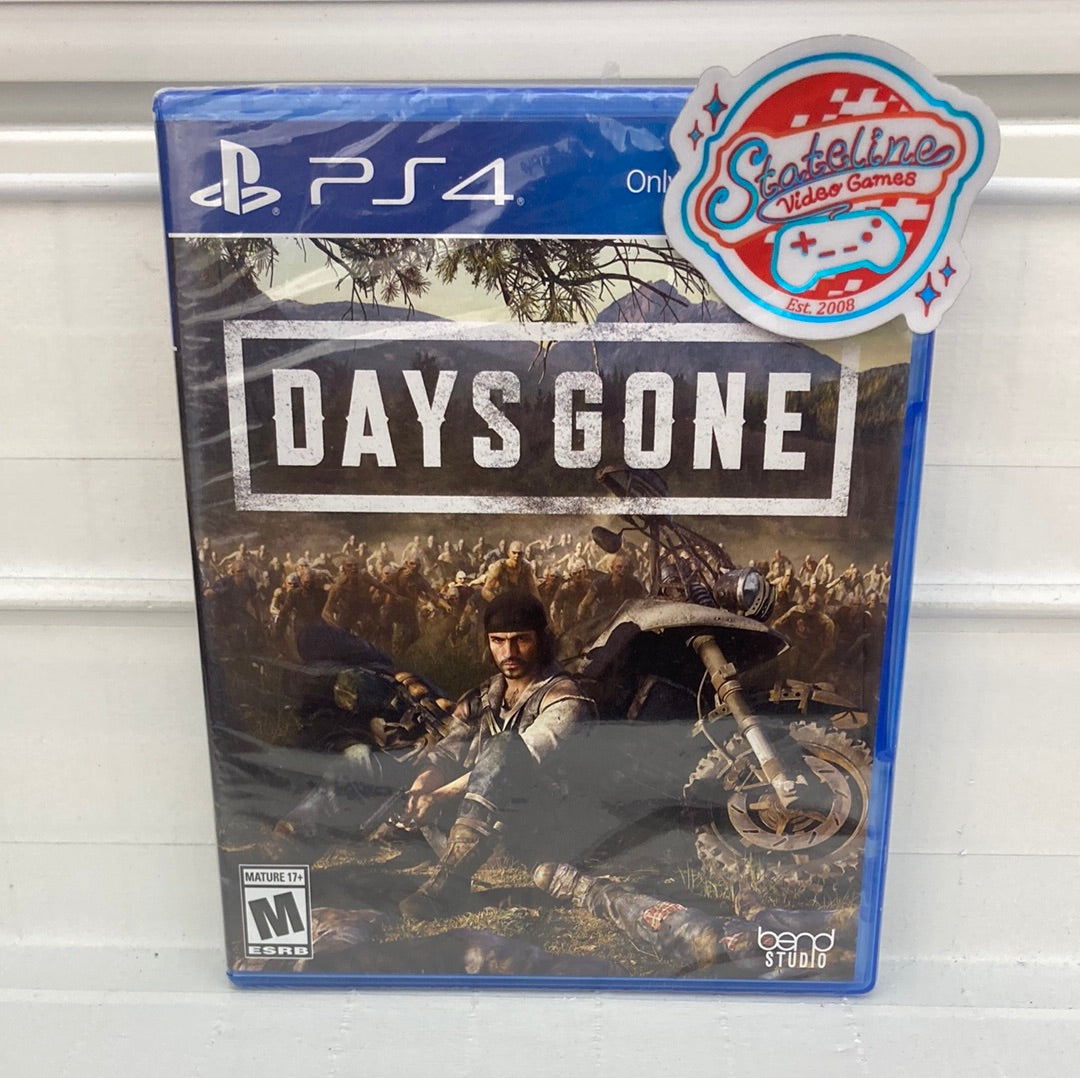 PS4
Only
Stateline
Video Games
Est. 2008
DAYS GONE
MATURE 17+
M
ESRB
bend
STUDIO